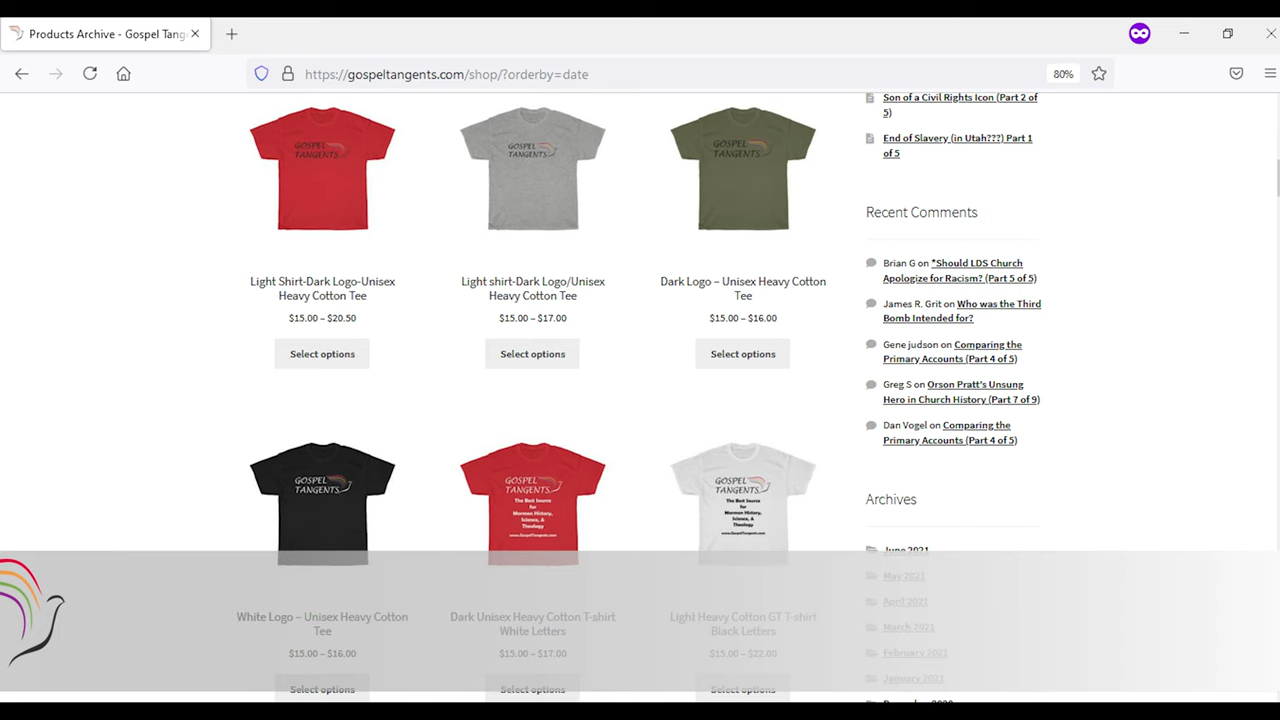 Products Archive - Gospel Tang
https://gospeltangents.com/shop/?orderby=date
80%
GOSPEL
TANGENTS
GOSPEL
TANGENTS
GOSPEL
TANGENTS
Light Shirt-Dark Logo-Unisex
Heavy Cotton Tee
$15.00 – $20.50
Select options
Light shirt-Dark Logo/Unisex
Heavy Cotton Tee
$15.00 – $17.00
Select options
Dark Logo – Unisex Heavy Cotton
Tee
$15.00 – $16.00
Select options
GOSPEL
TANGENTS
GOSPEL
TANGENTS
The Best Source
for
Mormon History,
Science, &
Theology
www.GospelTangents.com
GOSPEL
TANGENTS
The Best Source
for
Mormon History,
Science, &
Theology
www.GospelTangents.com
White Logo – Unisex Heavy Cotton
Tee
$15.00 – $16.00
Select options
Dark Unisex Heavy Cotton T-shirt
White Letters
$15.00 – $17.00
Select options
Light Heavy Cotton GT T-shirt
Black Letters
$15.00 – $22.00
Select options
Son of a Civil Rights Icon (Part 2 of
5)
End of Slavery (in Utah???) Part 1
of 5
Recent Comments
Brian G on *Should LDS Church
Apologize for Racism? (Part 5 of 5)
James R. Grit on Who was the Third
Bomb Intended for?
Gene judson on Comparing the
Primary Accounts (Part 4 of 5)
Greg S on Orson Pratt's Unsung
Hero in Church History (Part 7 of 9)
Dan Vogel on Comparing the
Primary Accounts (Part 4 of 5)
Archives
June 2021
May 2021
April 2021
March 2021
February 2021
January 2021